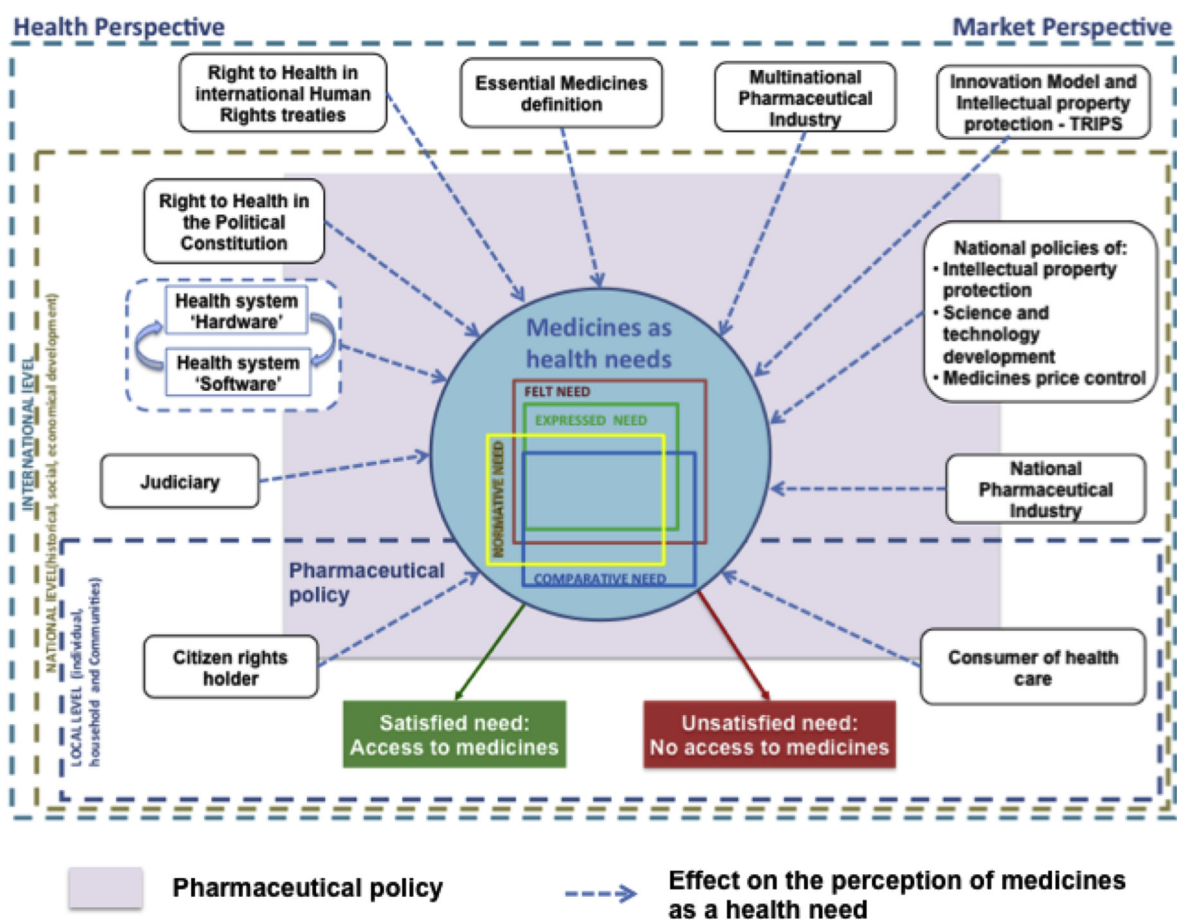 Health Perspective
Market Perspective
Right to Health in
international Human
Rights treaties
Essential Medicines
definition
Multinational
Pharmaceutical
Industry
Innovation Model and
Intellectual property
protection - TRIPS
Right to Health in
the Political
Constitution
National policies of:
• Intellectual property
protection
• Science and
technology
development
• Medicines price control
Health system
'Hardware'
Health system
'Software'
Medicines as
health needs
FELT NEED
EXPRESSED NEED
NORMATIVE NEED
COMPARATIVE NEED
Judiciary
National
Pharmaceutical
Industry
INTERNATIONAL LEVEL
NATIONAL LEVEL(historical, social, economical development)
LOCAL LEVEL (individual,
household and Communities)
Pharmaceutical
policy
Citizen rights
holder
Consumer of health
care
Satisfied need:
Access to medicines
Unsatisfied need:
No access to medicines
Pharmaceutical policy
Effect on the perception of medicines
as a health need